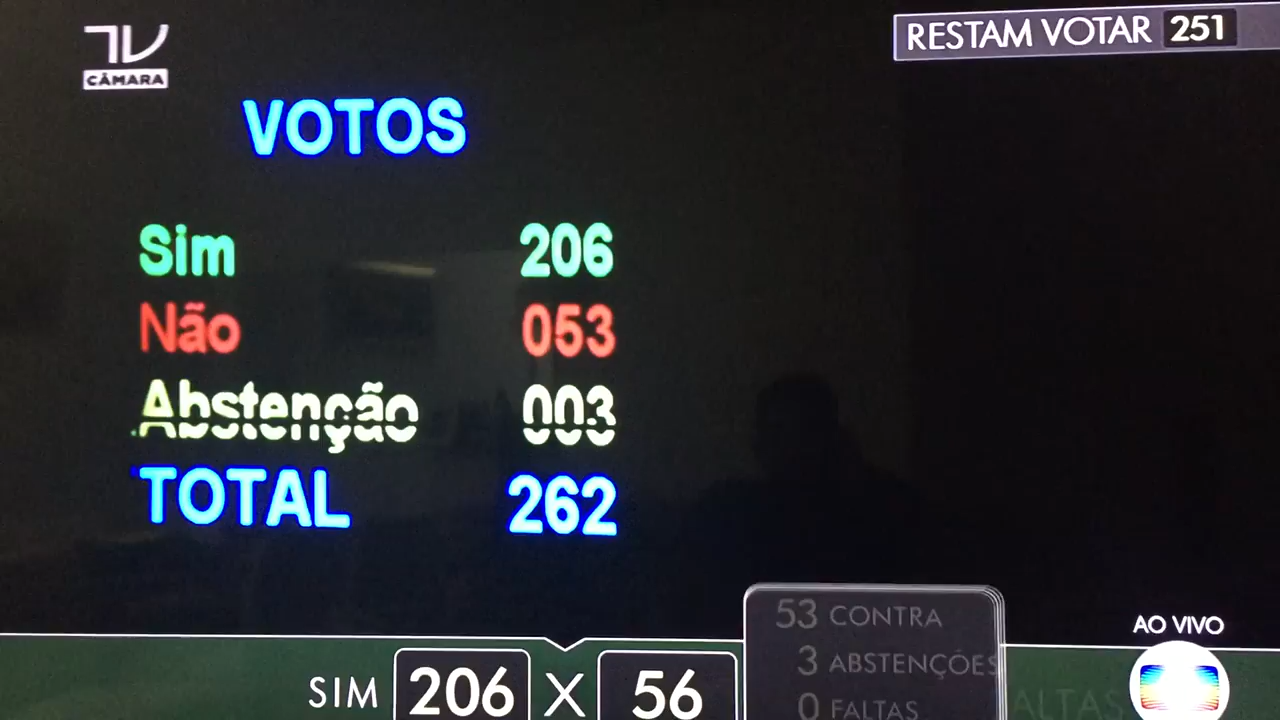 TV
CÂMARA
RESTAM VOTAR 251
VOTOS
Sim 206
Não 053
Abstenção 003
TOTAL 262
53 CONTRA
3 ABSTENÇÕES
0 FALTAS
ALTAS
AO VIVO
SIM 206 X 56